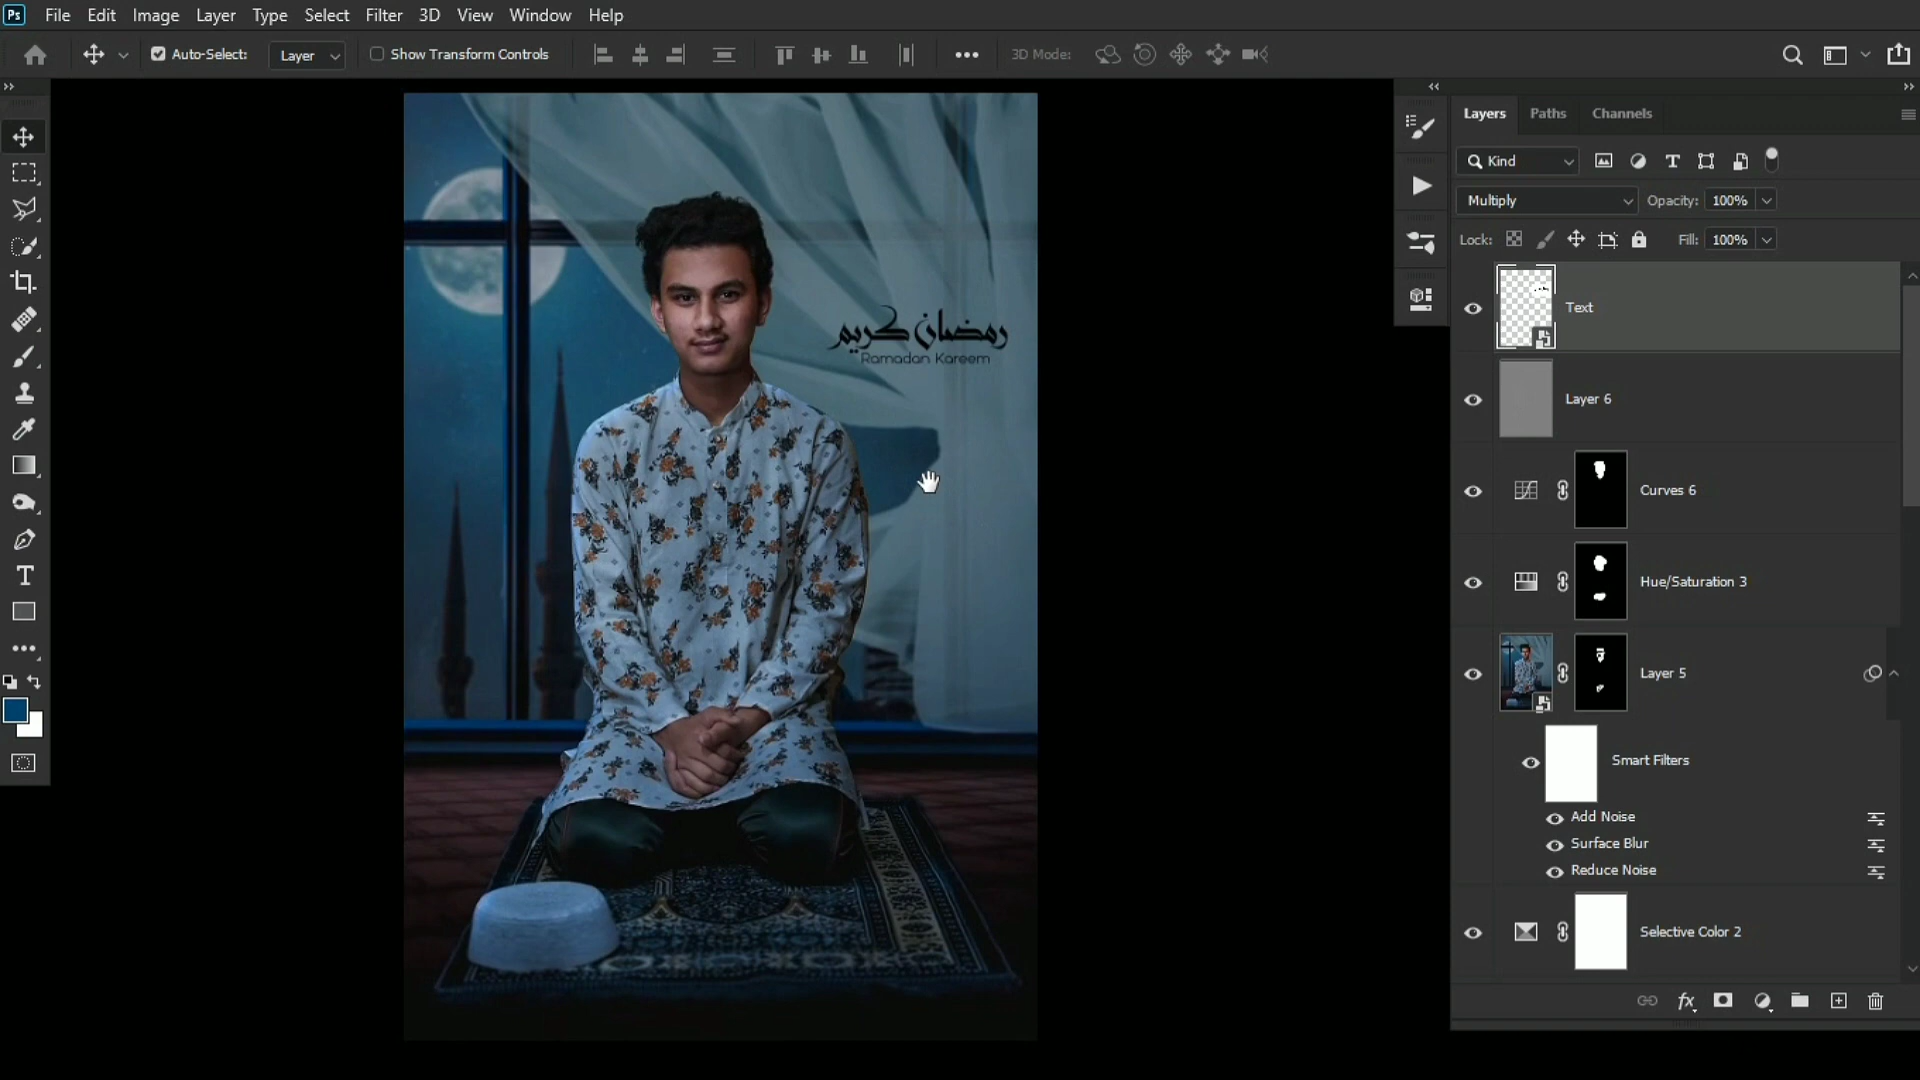 Ps File Edit Image Layer Type Select Filter 3D View Window Help
Auto-Select: Layer Show Transform Controls 3D Mode:
Layers Paths Channels
Kind
Multiply Opacity: 100%
Lock: Fill: 100%
Text
رمضان كريم
Ramadan Kareem
Layer 6
Curves 6
Hue/Saturation 3
Layer 5
Smart Filters
Add Noise
Surface Blur
Reduce Noise
Selective Color 2
fx